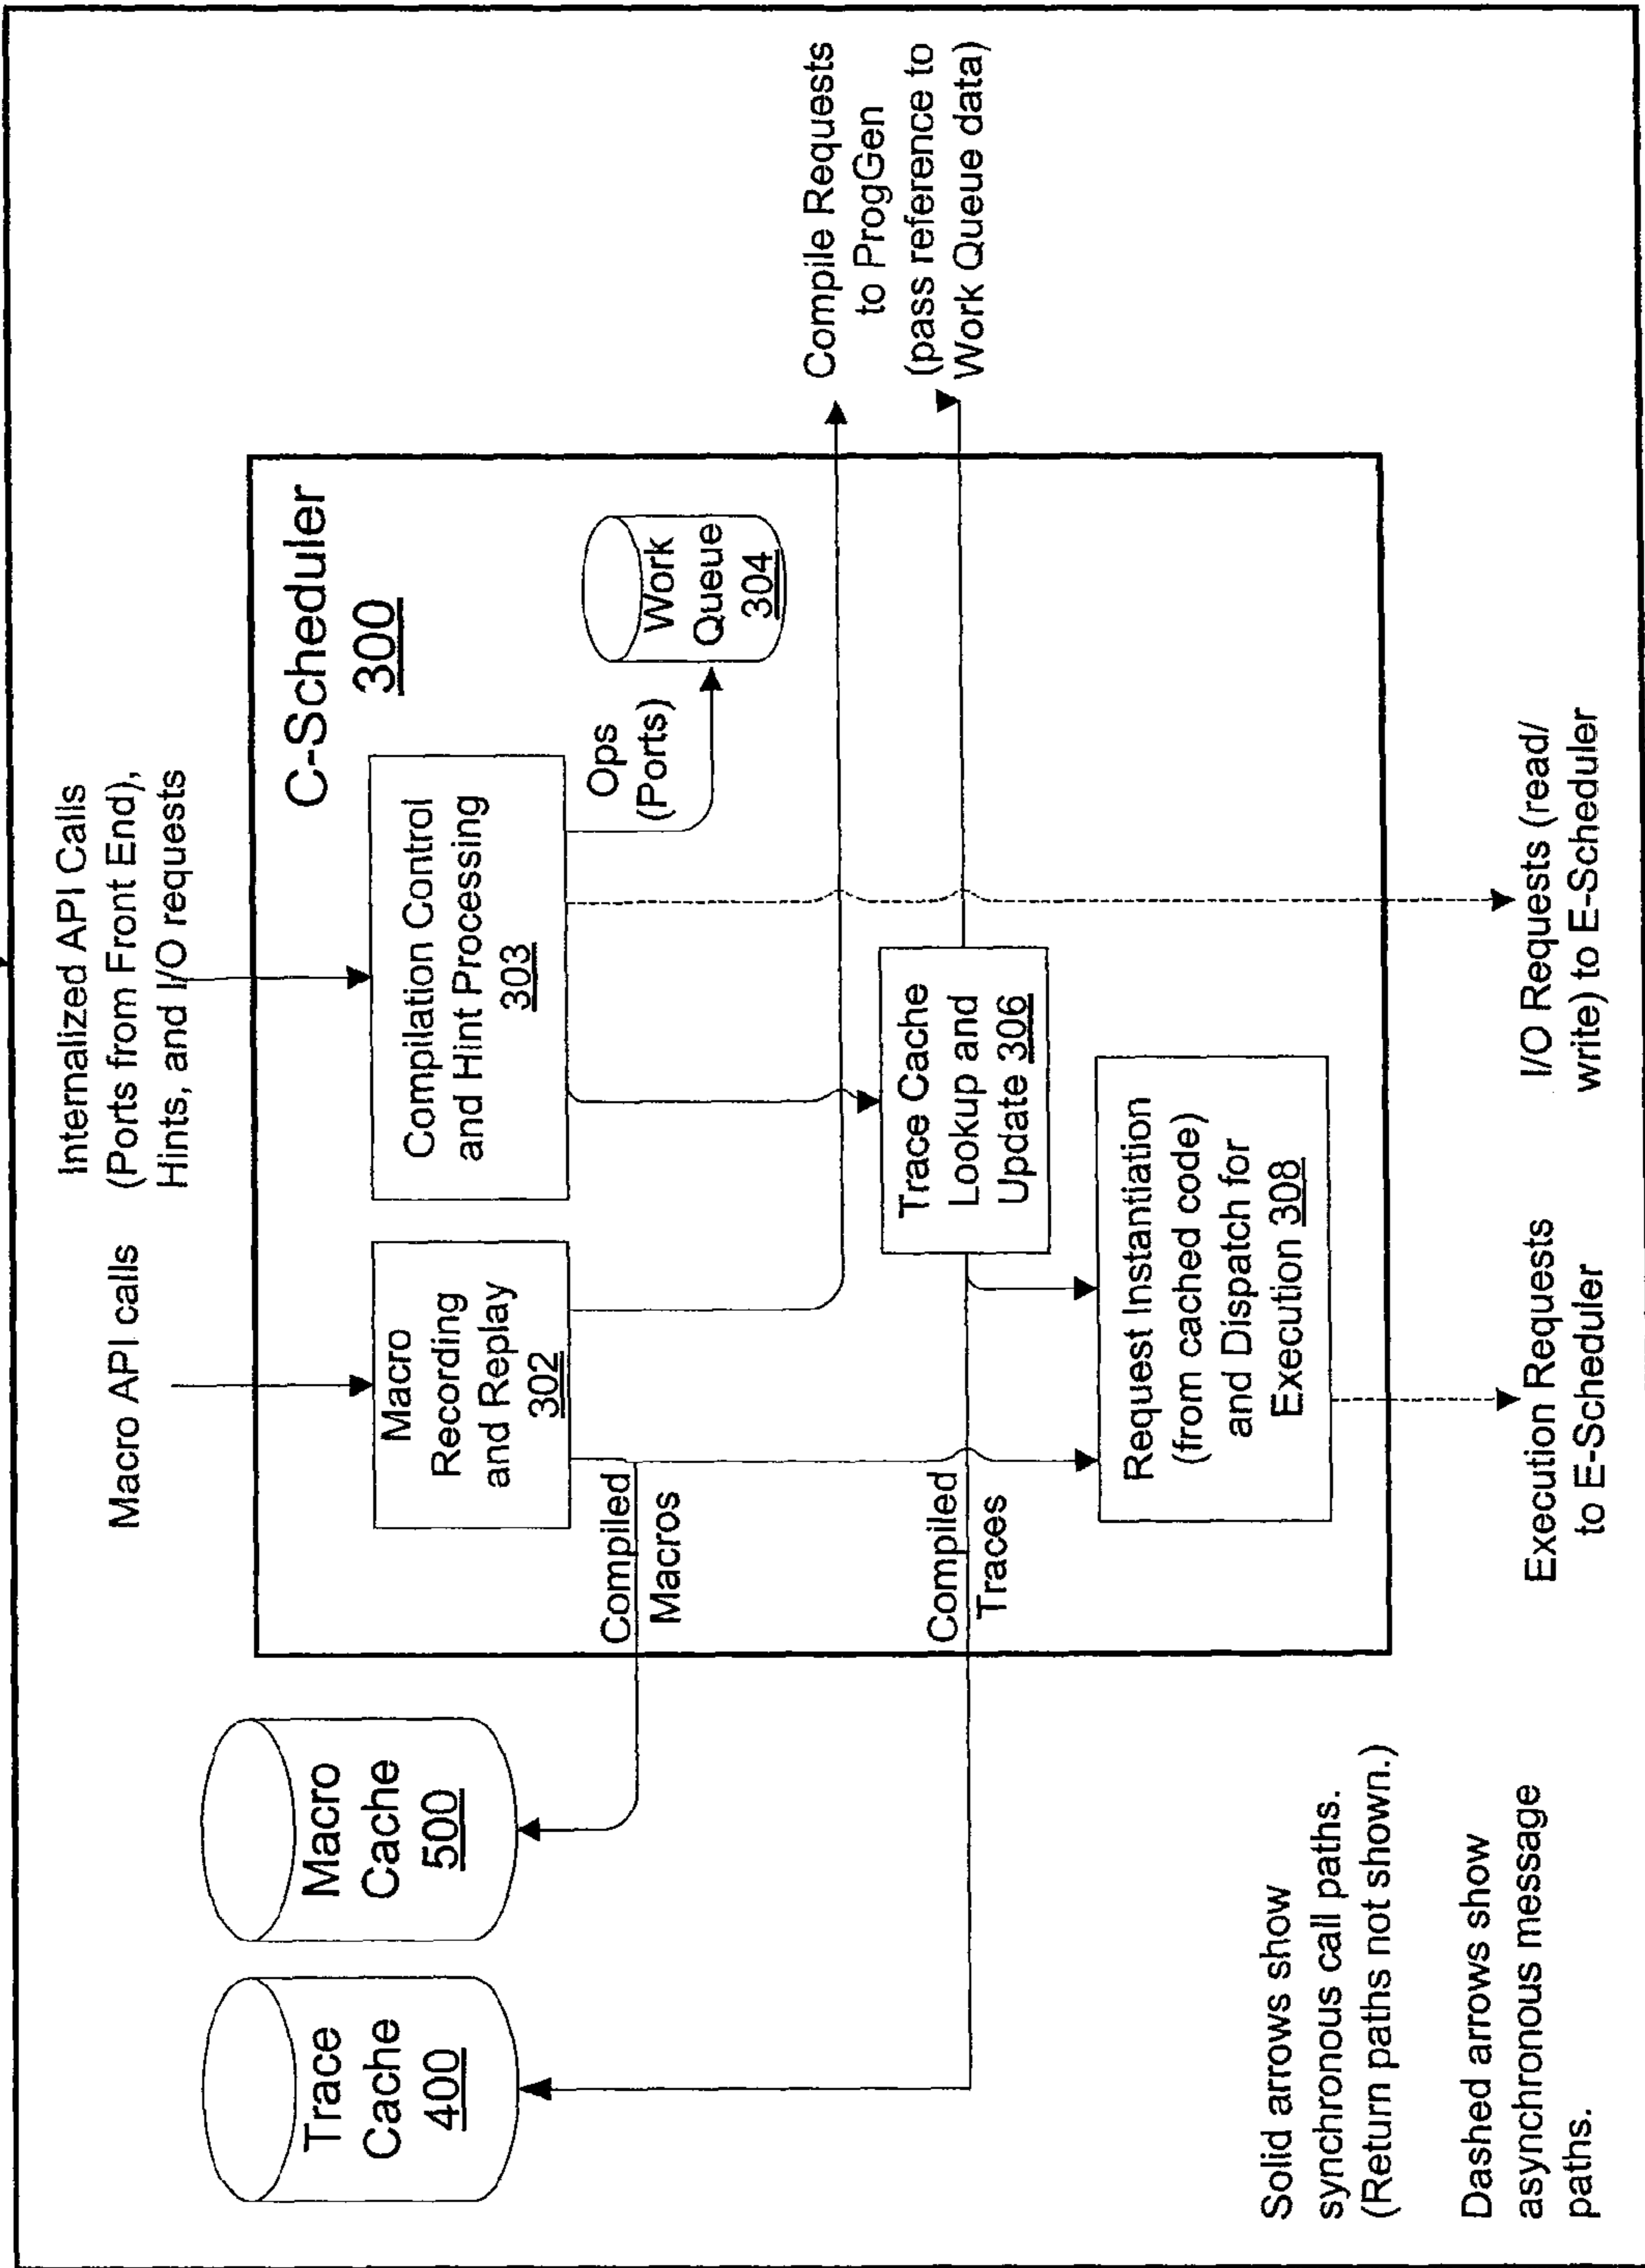 Macro API calls
Internalized API Calls
(Ports from Front End),
Hints, and I/O requests
Trace
Cache
400
Macro
Cache
500
C-Scheduler
300
Macro
Recording
and Replay
302
Compilation Control
and Hint Processing
303
Ops
(Ports)
Work
Queue
304
Compiled
Macros
Compile Requests
to ProgGen
(pass reference to
Work Queue data)
Trace Cache
Lookup and
Update 306
Compiled
Traces
Request Instantiation
(from cached code)
and Dispatch for
Execution 308
Solid arrows show
synchronous call paths.
(Return paths not shown.)
Dashed arrows show
asynchronous message
paths.
Execution Requests
to E-Scheduler
I/O Requests (read/
write) to E-Scheduler